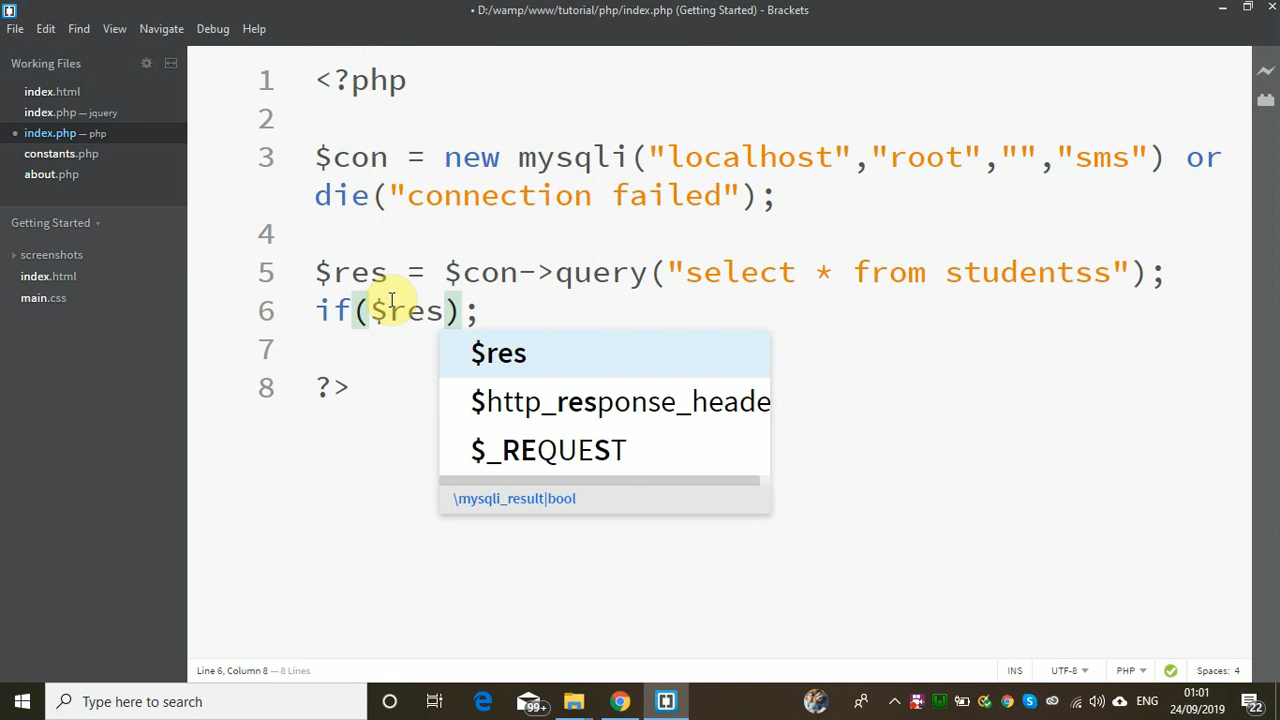 D:/wamp/www/tutorial/php/index.php (Getting Started) - Brackets
File Edit Find View Navigate Debug Help
Working Files
index.html
index.php — jquery
index.php — php
constants.php
about.php
Getting Started
screenshots
index.html
main.css
1 <?php
2
3 $con = new mysqli("localhost","root","","sms") or
die("connection failed");
4
5 $res = $con->query("select * from studentss");
6 if($res);
7
8 ?>
$res
$http_response_heade
$_REQUEST
\mysqli_result|bool
Line 6, Column 8 — 8 Lines
INS UTF-8 PHP Spaces: 4
Type here to search
99+
ENG
01:01
24/09/2019
22